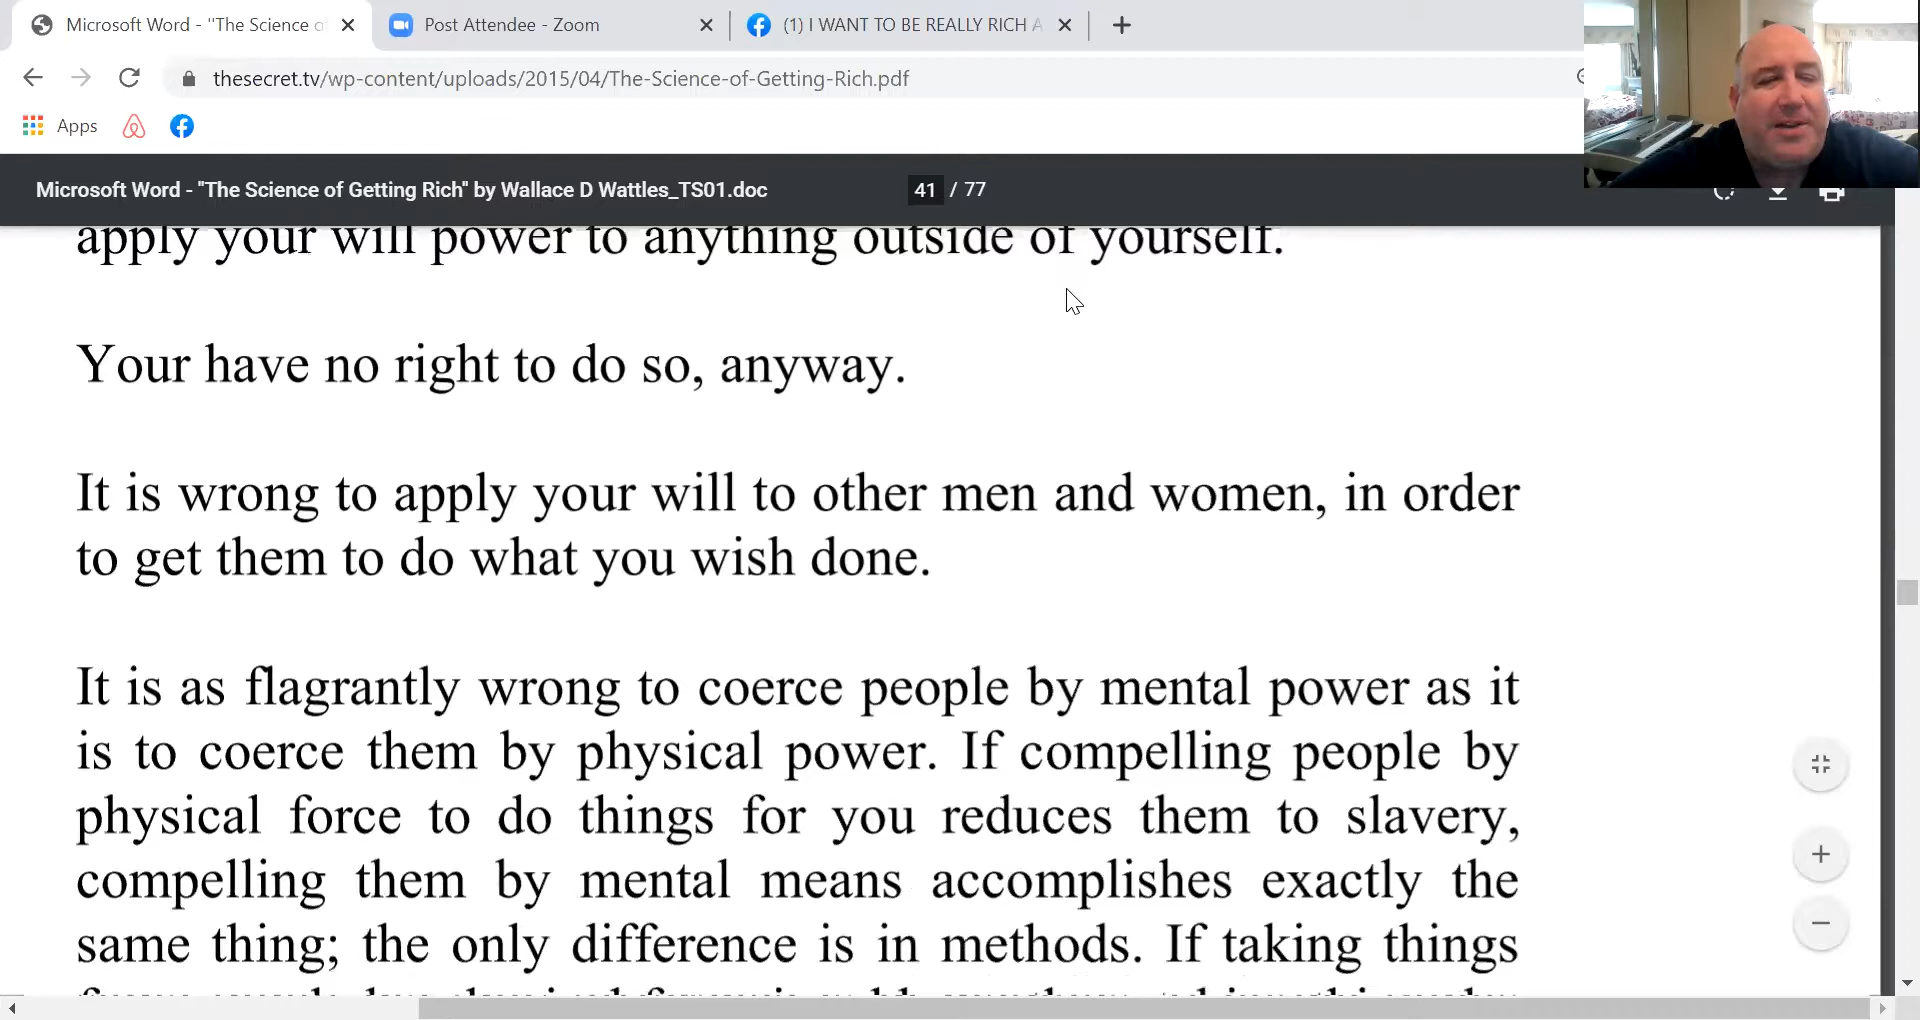 Microsoft Word - "The Science o
Post Attendee - Zoom
(1) I WANT TO BE REALLY RICH A
thesecret.tv/wp-content/uploads/2015/04/The-Science-of-Getting-Rich.pdf
Apps
Microsoft Word - "The Science of Getting Rich" by Wallace D Wattles_TS01.doc
41 / 77
apply your will power to anything outside of yourself.
Your have no right to do so, anyway.
It is wrong to apply your will to other men and women, in order
to get them to do what you wish done.
It is as flagrantly wrong to coerce people by mental power as it
is to coerce them by physical power. If compelling people by
physical force to do things for you reduces them to slavery,
compelling them by mental means accomplishes exactly the
same thing; the only difference is in methods. If taking things